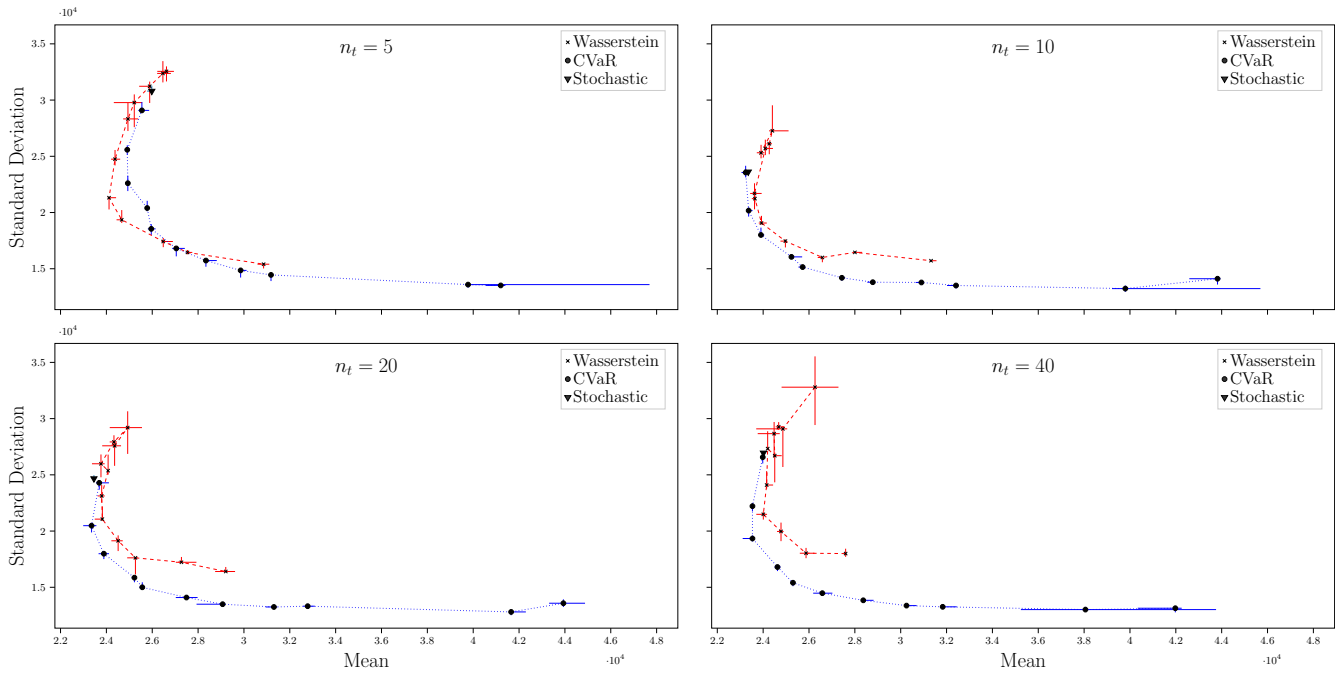 ·10⁴
n_t = 5
Wasserstein
CVaR
Stochastic
3.5
3
2.5
2
1.5
Standard Deviation
n_t = 10
Wasserstein
CVaR
Stochastic
·10⁴
n_t = 20
Wasserstein
CVaR
Stochastic
3.5
3
2.5
2
1.5
Standard Deviation
2.2 2.4 2.6 2.8 3 3.2 3.4 3.6 3.8 4 4.2 4.4 4.6 4.8
Mean
·10⁴
n_t = 40
Wasserstein
CVaR
Stochastic
2.2 2.4 2.6 2.8 3 3.2 3.4 3.6 3.8 4 4.2 4.4 4.6 4.8
Mean
·10⁴